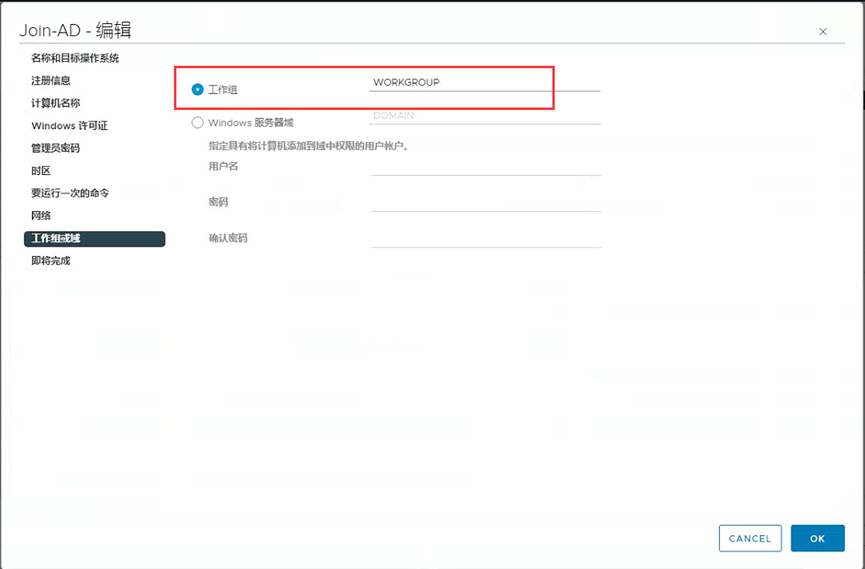 Join-AD - 编辑
名称和目标操作系统
注册信息
计算机名称
Windows 许可证
管理员密码
时区
要运行一次的命令
网络
工作组或域
即将完成
工作组 WORKGROUP
Windows 服务器域 DOMAIN
指定具有将计算机添加到域中权限的用户帐户。
用户名
密码
确认密码
CANCEL OK